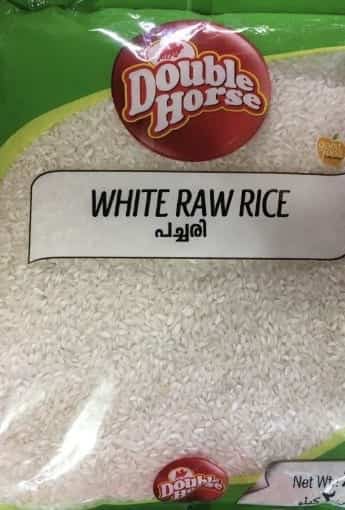 Double
Horse
WHITE RAW RICE
പച്ചരി
Double
Horse
Net Wt.: